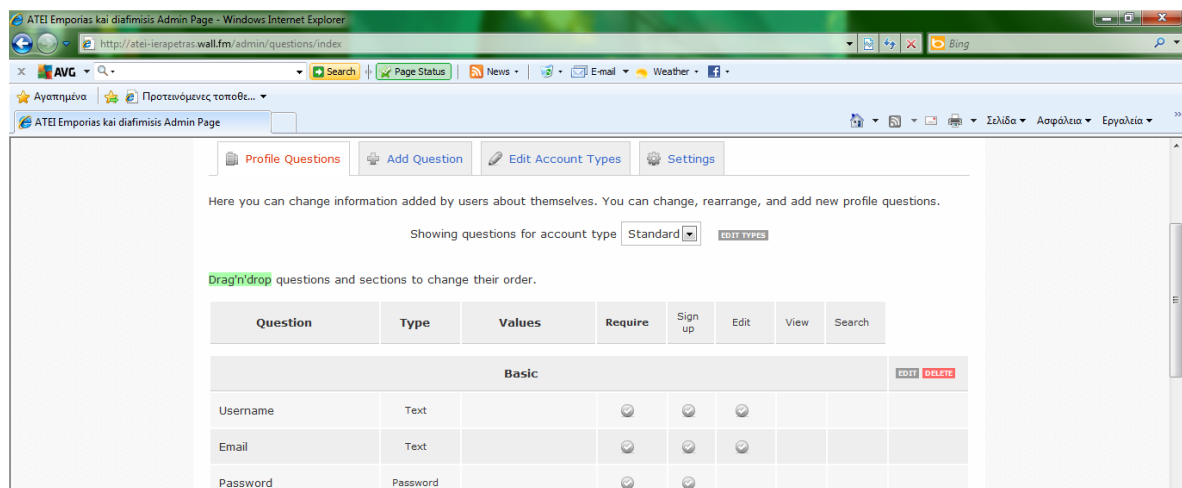 ATEI Emporias kai diafimisis Admin Page - Windows Internet Explorer
http://atei-ierapetras.wall.fm/admin/questions/index
Bing
AVG Search Page Status News E-mail Weather
Αγαπημένα Προτεινόμενες τοποθε...
ATEI Emporias kai diafimisis Admin Page
Σελίδα Ασφάλεια Εργαλεία
Profile Questions Add Question Edit Account Types Settings
Here you can change information added by users about themselves. You can change, rearrange, and add new profile questions.
Showing questions for account type Standard EDIT TYPES
Drag'n'drop questions and sections to change their order.
Question Type Values Require Sign up Edit View Search
Basic EDIT DELETE
Username Text
Email Text
Password Password